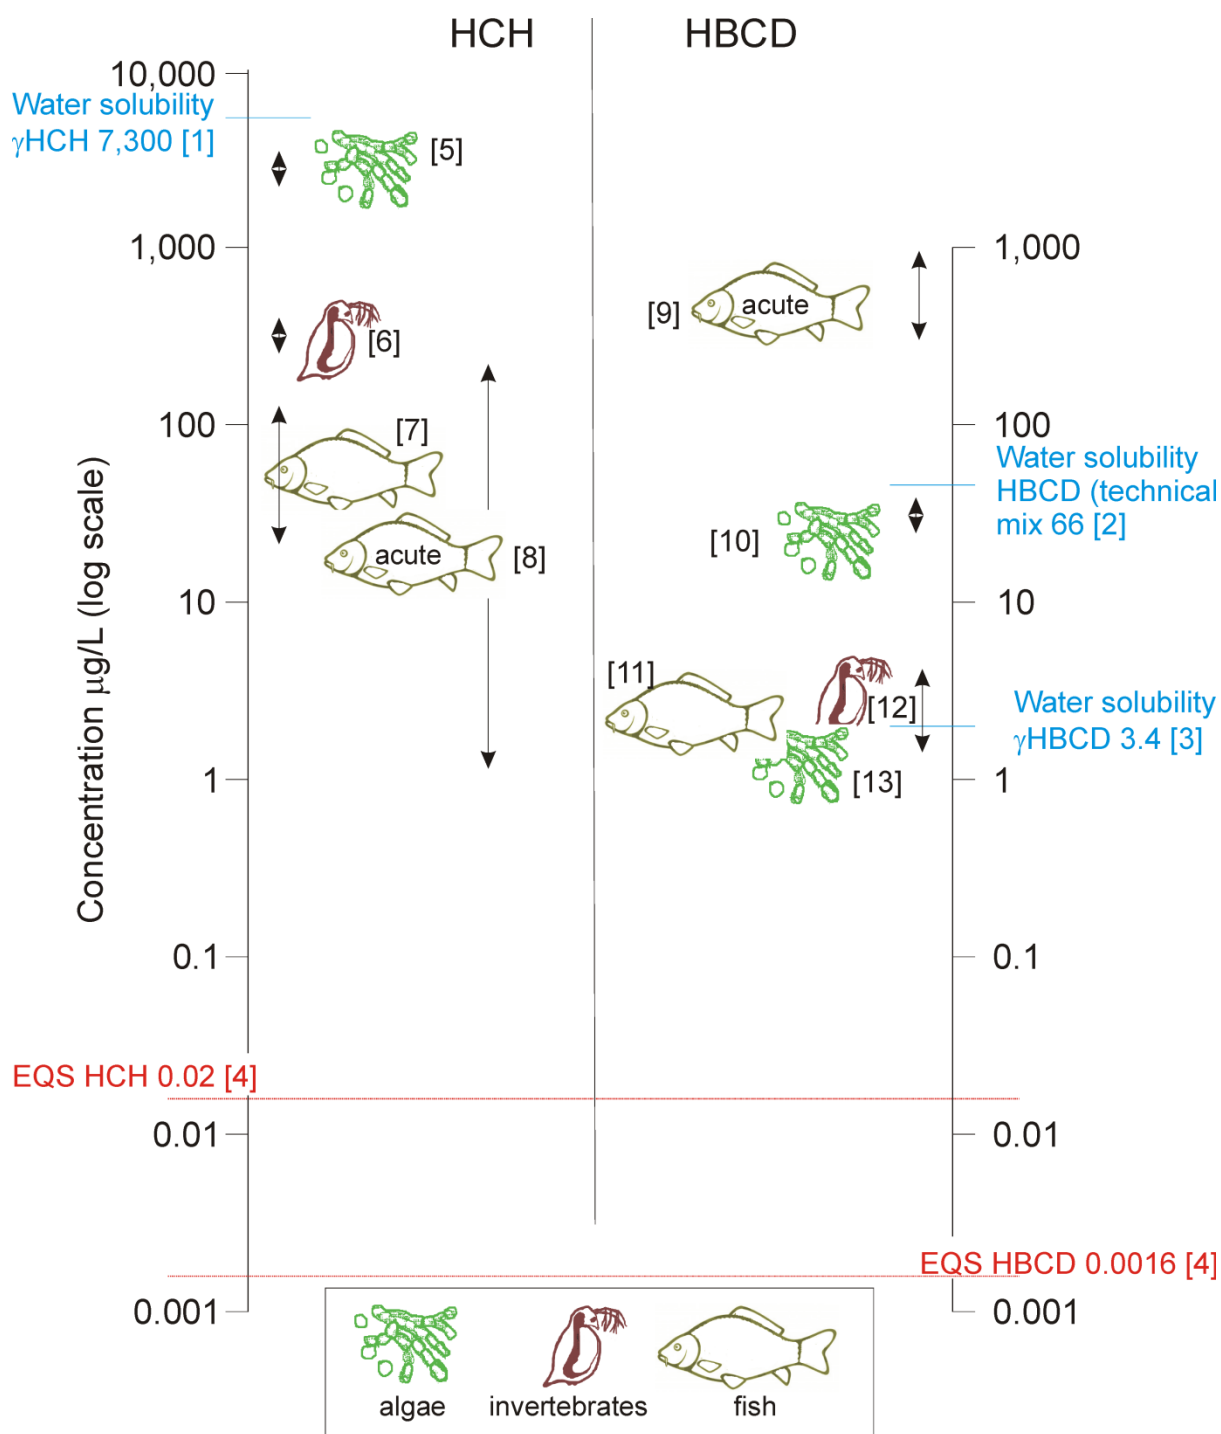 HCH
HBCD
10,000
Water solubility
γHCH 7,300 [1]
[5]
1,000
1,000
[9]
acute
[6]
100
[7]
100
Water solubility
HBCD (technical
mix 66 [2]
[10]
acute
[8]
10
10
[11]
[12]
Water solubility
γHBCD 3.4 [3]
1
[13]
1
Concentration µg/L (log scale)
0.1
0.1
EQS HCH 0.02 [4]
0.01
0.01
EQS HBCD 0.0016 [4]
0.001
0.001
algae
invertebrates
fish